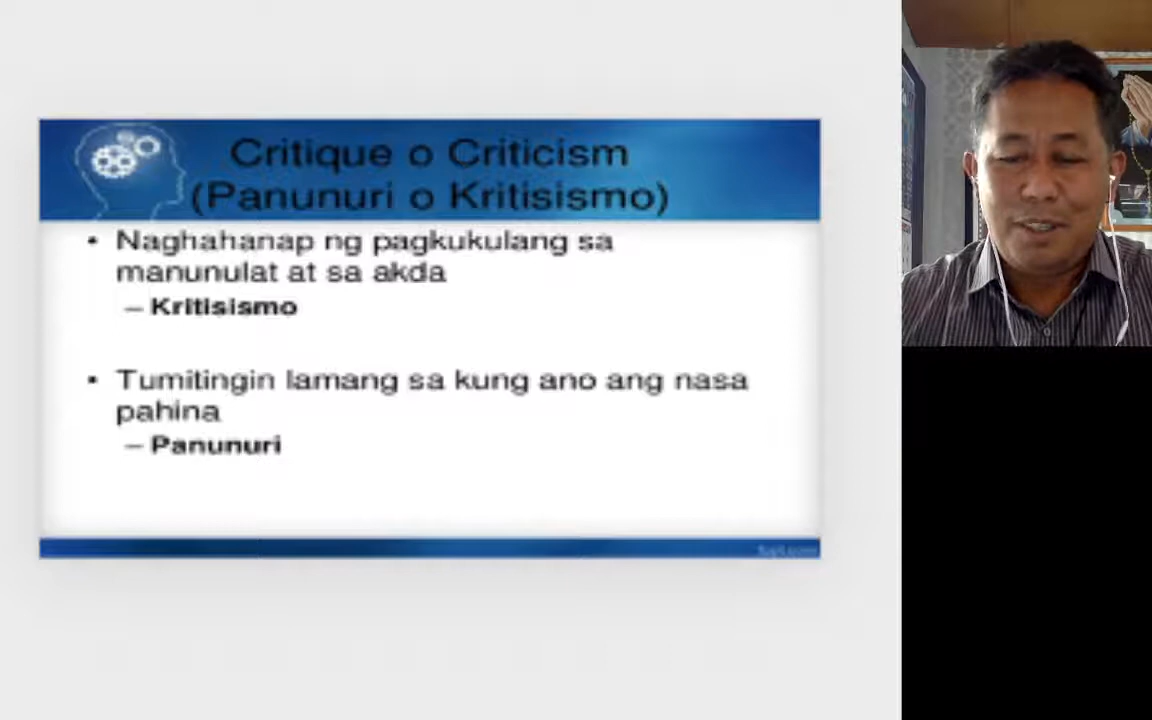 Critique o Criticism
(Panunuri o Kritisismo)
• Naghahanap ng pagkukulang sa
manunulat at sa akda
– Kritisismo
• Tumitingin lamang sa kung ano ang nasa
pahina
– Panunuri